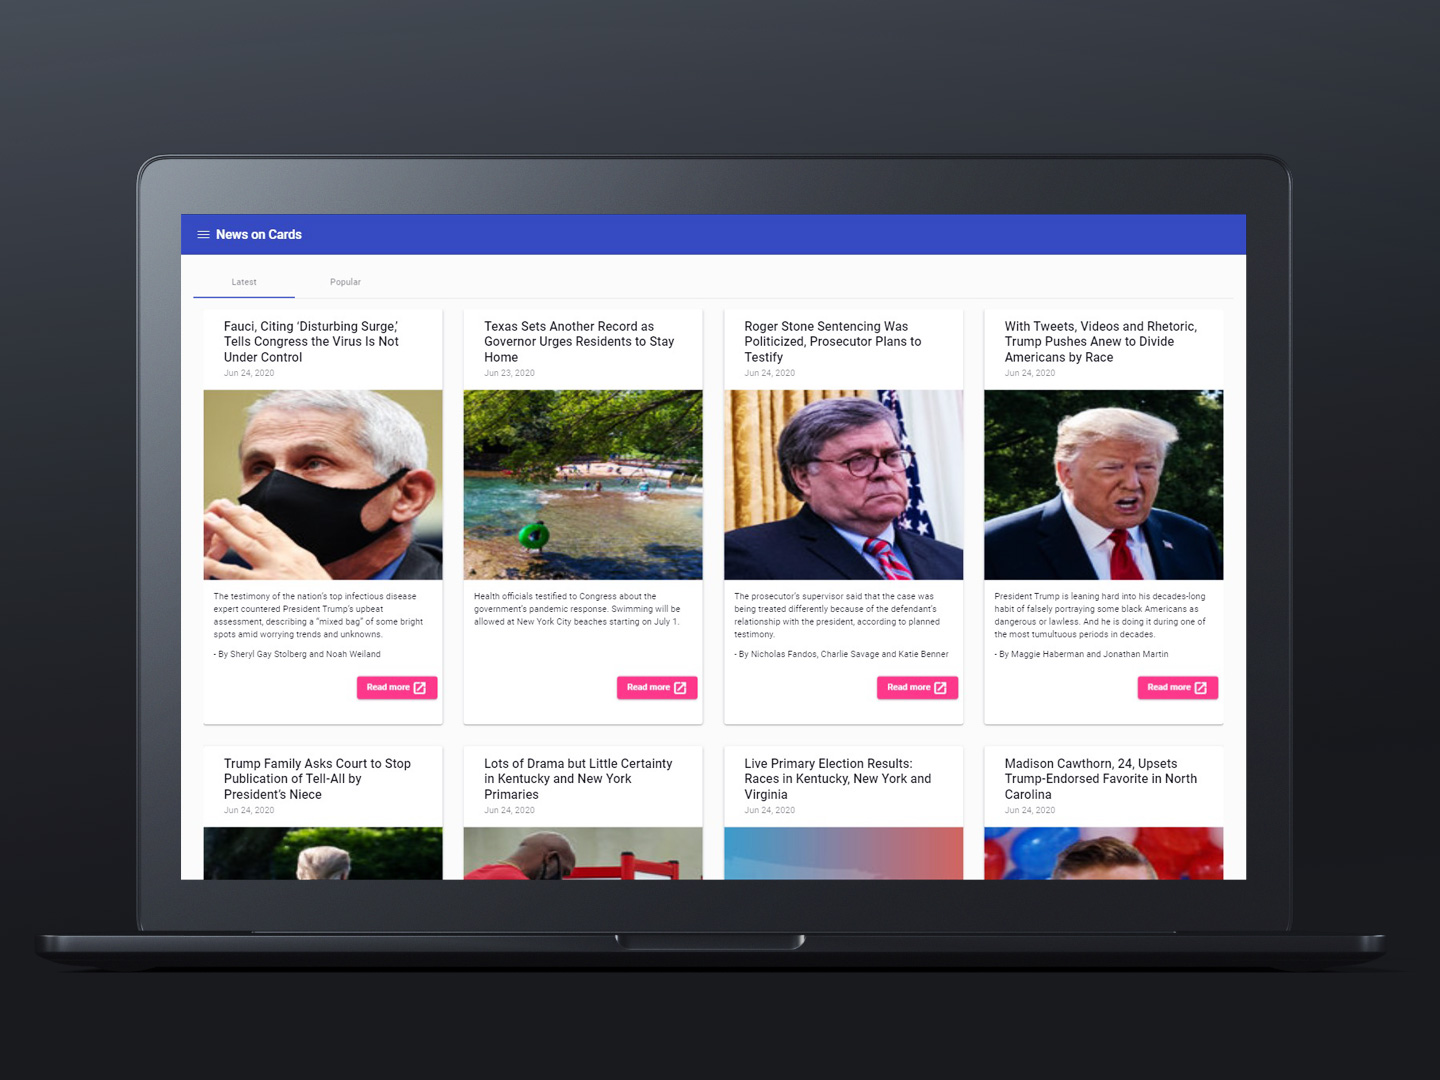 News on Cards
Latest
Popular
Fauci, Citing ‘Disturbing Surge,’
Tells Congress the Virus Is Not
Under Control
Jun 24, 2020
The testimony of the nation’s top infectious disease
expert countered President Trump’s upbeat
assessment, describing a “mixed bag” of some bright
spots amid worrying trends and unknowns.
- By Sheryl Gay Stolberg and Noah Weiland
Read more
Texas Sets Another Record as
Governor Urges Residents to Stay
Home
Jun 23, 2020
Health officials testified to Congress about the
government’s pandemic response. Swimming will be
allowed at New York City beaches starting on July 1.
Read more
Roger Stone Sentencing Was
Politicized, Prosecutor Plans to
Testify
Jun 24, 2020
The prosecutor’s supervisor said that the case was
being treated differently because of the defendant’s
relationship with the president, according to planned
testimony.
- By Nicholas Fandos, Charlie Savage and Katie Benner
Read more
With Tweets, Videos and Rhetoric,
Trump Pushes Anew to Divide
Americans by Race
Jun 24, 2020
President Trump is leaning hard into his decades-long
habit of falsely portraying some black Americans as
dangerous or lawless. And he is doing it during one of
the most tumultuous periods in decades.
- By Maggie Haberman and Jonathan Martin
Read more
Trump Family Asks Court to Stop
Publication of Tell-All by
President’s Niece
Jun 24, 2020
Lots of Drama but Little Certainty
in Kentucky and New York
Primaries
Jun 24, 2020
Live Primary Election Results:
Races in Kentucky, New York and
Virginia
Jun 24, 2020
Madison Cawthorn, 24, Upsets
Trump-Endorsed Favorite in North
Carolina
Jun 24, 2020